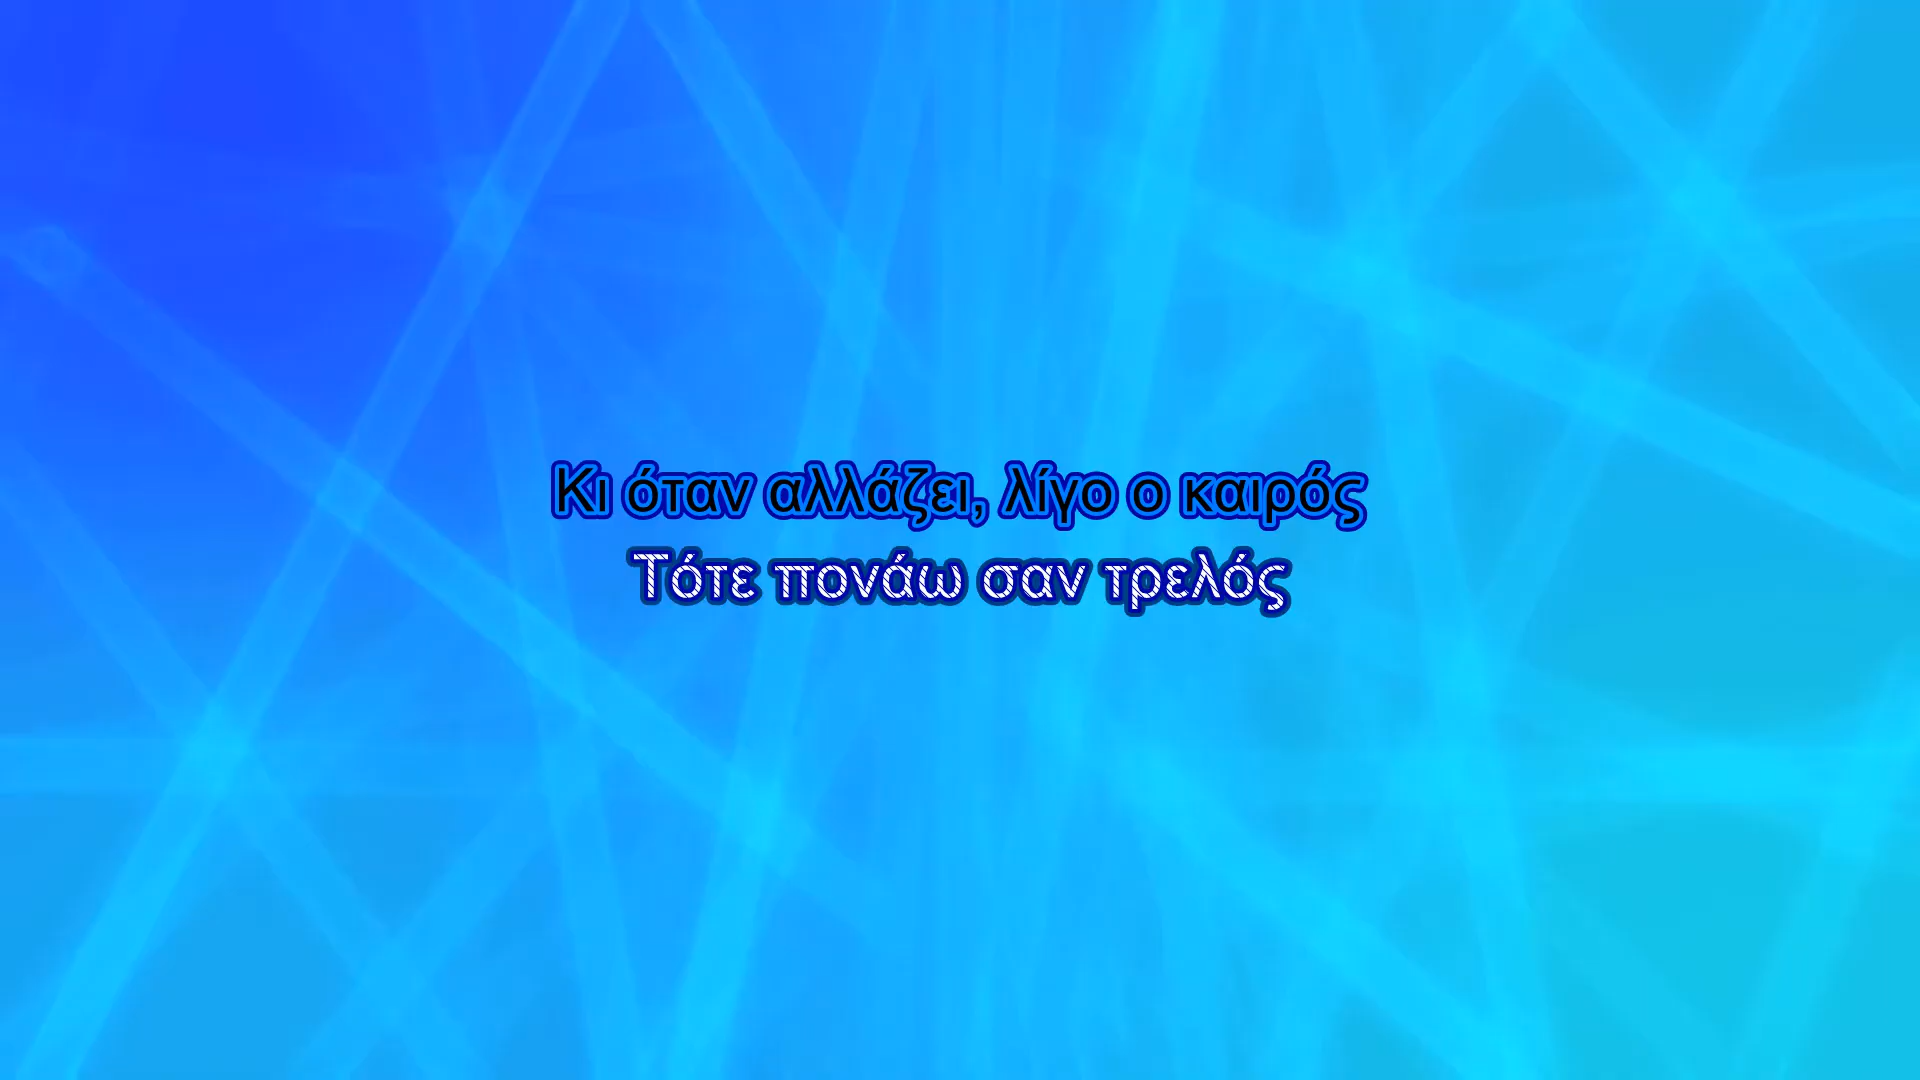 Κι όταν αλλάζει, λίγο ο καιρός
Τότε πονάω σαν τρελός